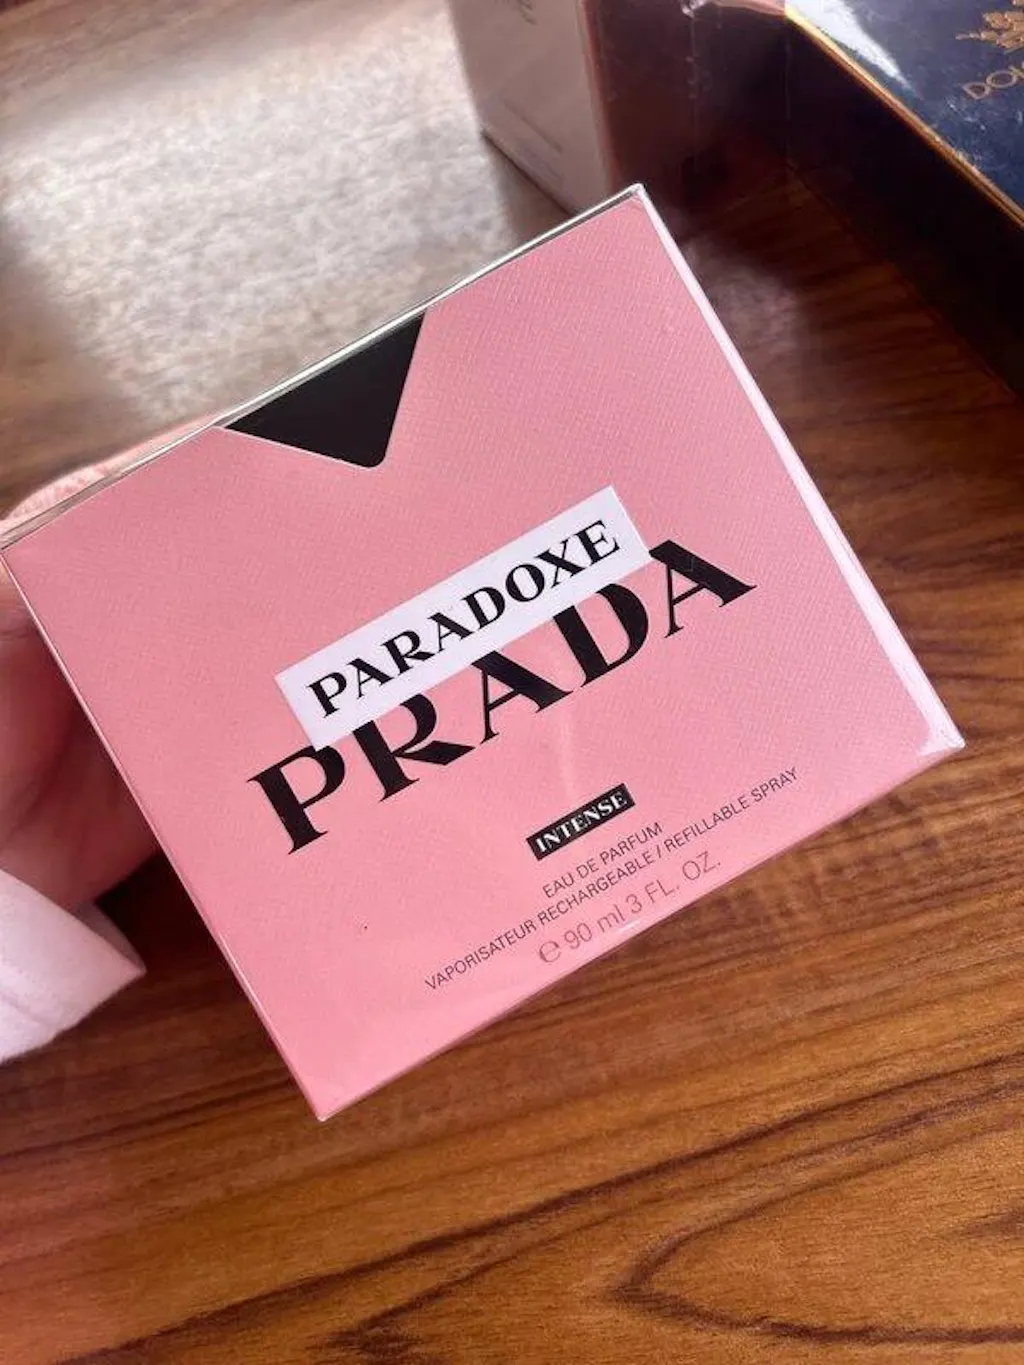 PARADOXE
PRADA
INTENSE
EAU DE PARFUM
VAPORISATEUR RECHARGEABLE / REFILLABLE SPRAY
℮ 90 ml 3 FL. OZ.